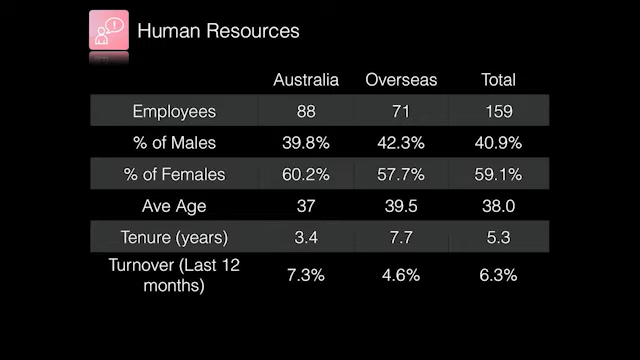 Human Resources
Australia Overseas Total
Employees 88 71 159
% of Males 39.8% 42.3% 40.9%
% of Females 60.2% 57.7% 59.1%
Ave Age 37 39.5 38.0
Tenure (years) 3.4 7.7 5.3
Turnover (Last 12
months) 7.3% 4.6% 6.3%